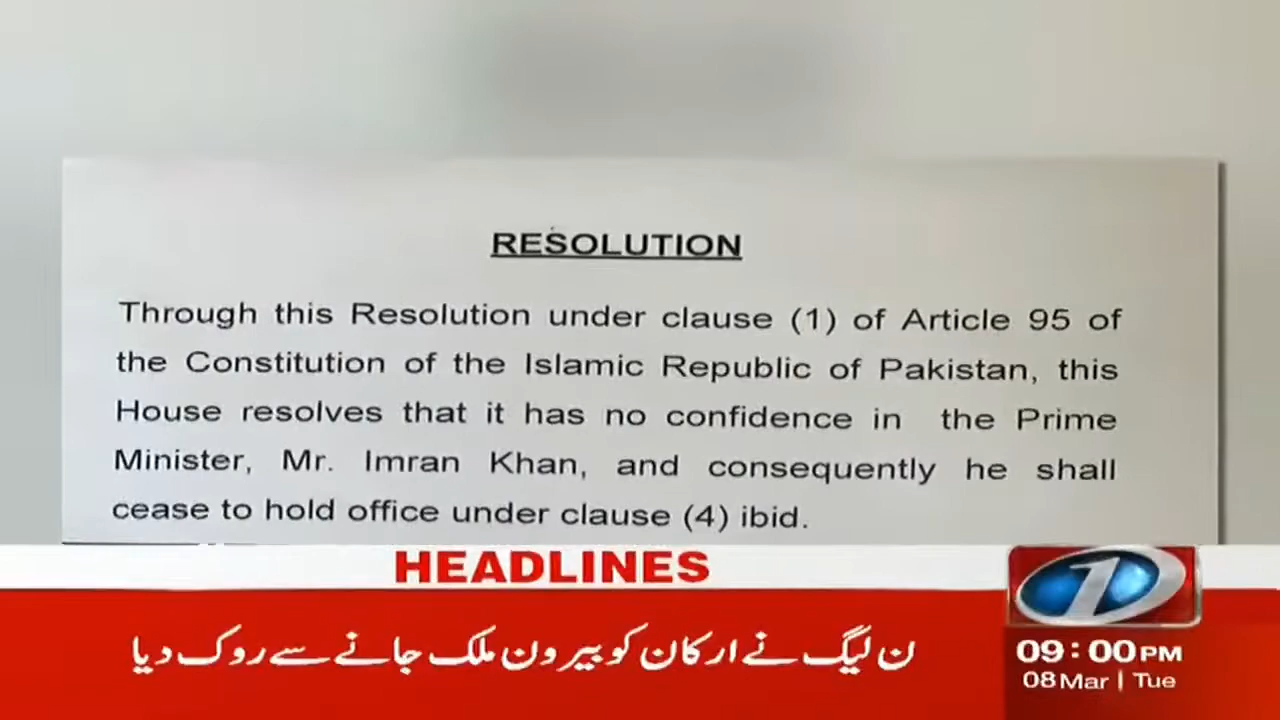 RESOLUTION
Through this Resolution under clause (1) of Article 95 of
the Constitution of the Islamic Republic of Pakistan, this
House resolves that it has no confidence in the Prime
Minister, Mr. Imran Khan, and consequently he shall
cease to hold office under clause (4) ibid.
HEADLINES
ن لیگ نے ارکان کو بیرون ملک جانے سے روک دیا
1
09:00PM
08 Mar | Tue